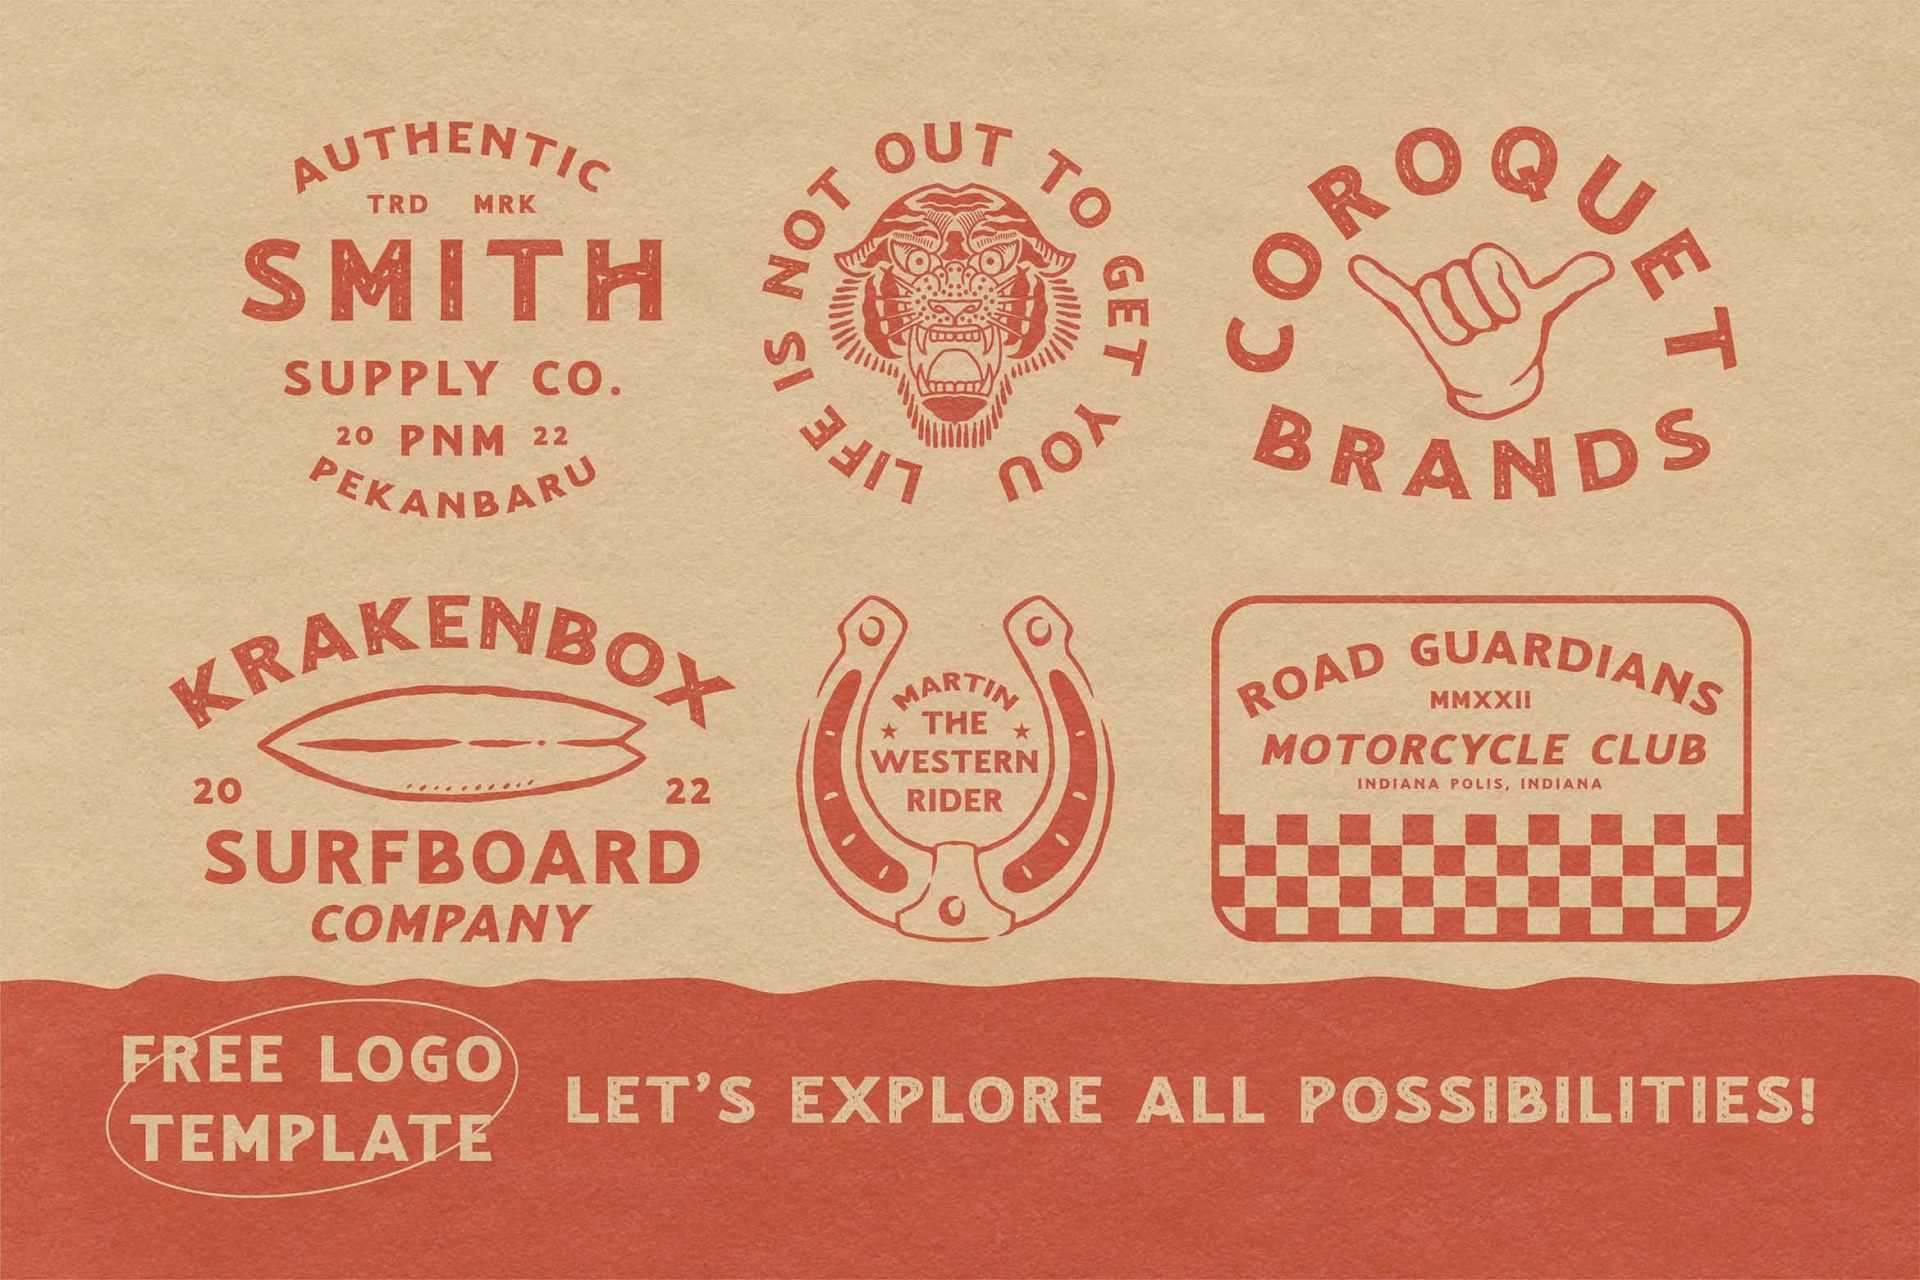 AUTHENTIC
TRD MRK
SMITH
SUPPLY CO.
20 PNM 22
PEKANBARU
LIFE IS NOT OUT TO GET YOU
COROQUET
BRANDS
KRAKENBOX
20 22
SURFBOARD
COMPANY
MARTIN
THE
WESTERN
RIDER
ROAD GUARDIANS
MMXXII
MOTORCYCLE CLUB
INDIANA POLIS, INDIANA
FREE LOGO
TEMPLATE
LET'S EXPLORE ALL POSSIBILITIES!